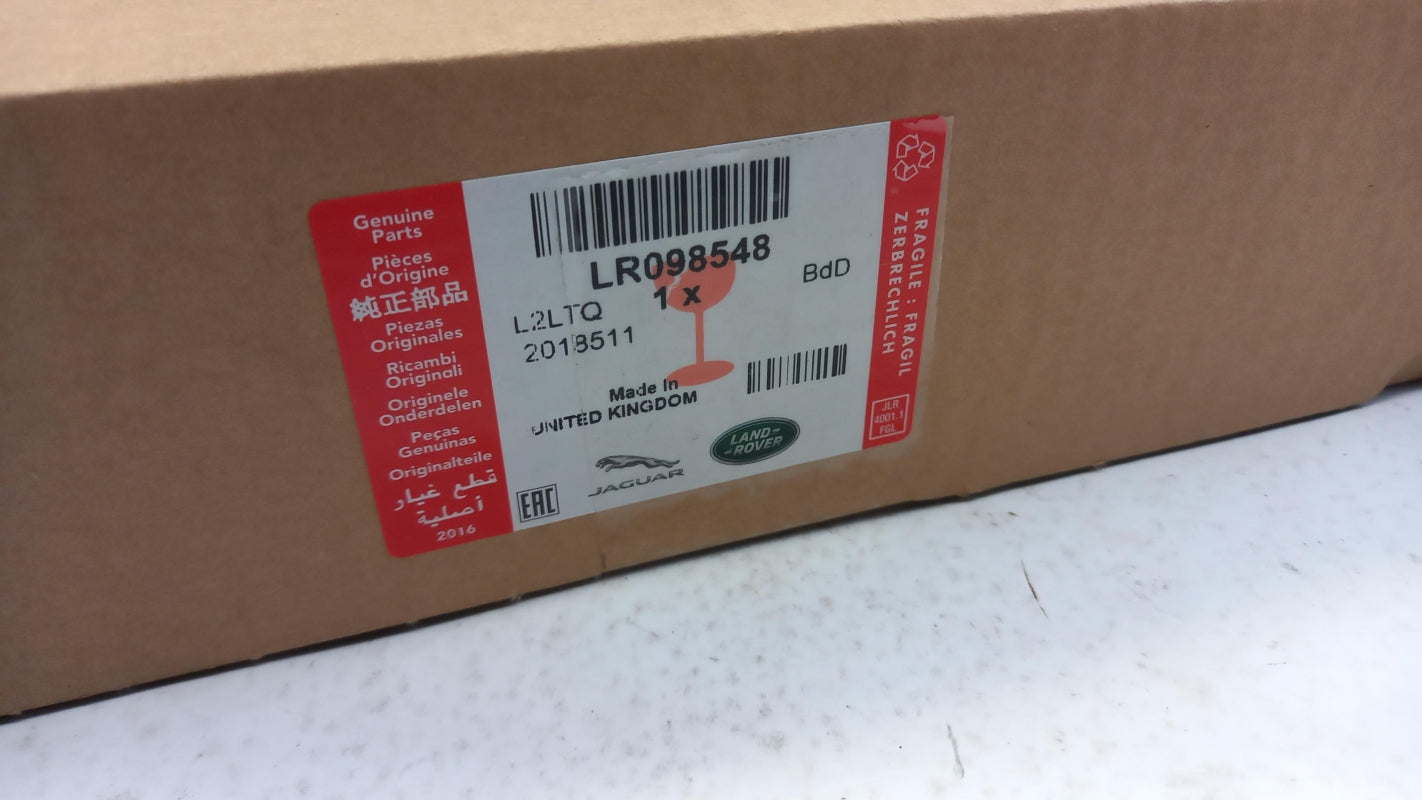 Genuine
Parts
Pièces
d'Origine
純正部品
Piezas
Originales
Ricambi
Originali
Originele
Onderdelen
Peças
Genuinas
Originalteile
قطع غيار
أصلية
2016
LR098548
1 x
BdD
L2LTQ
2018511
Made In
UNITED KINGDOM
EAC
JAGUAR
LAND-
-ROVER
FRAGILE : FRAGIL
ZERBRECHLICH
JLR
4001.1
FGL